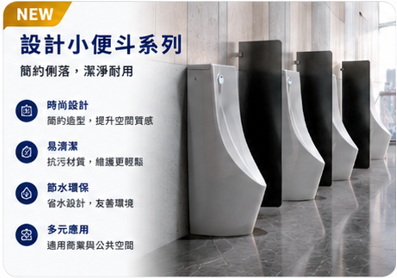 NEW
設計小便斗系列
簡約俐落，潔淨耐用
時尚設計
簡約造型，提升空間質感
易清潔
抗污材質，維護更輕鬆
節水環保
省水設計，友善環境
多元應用
適用商業與公共空間